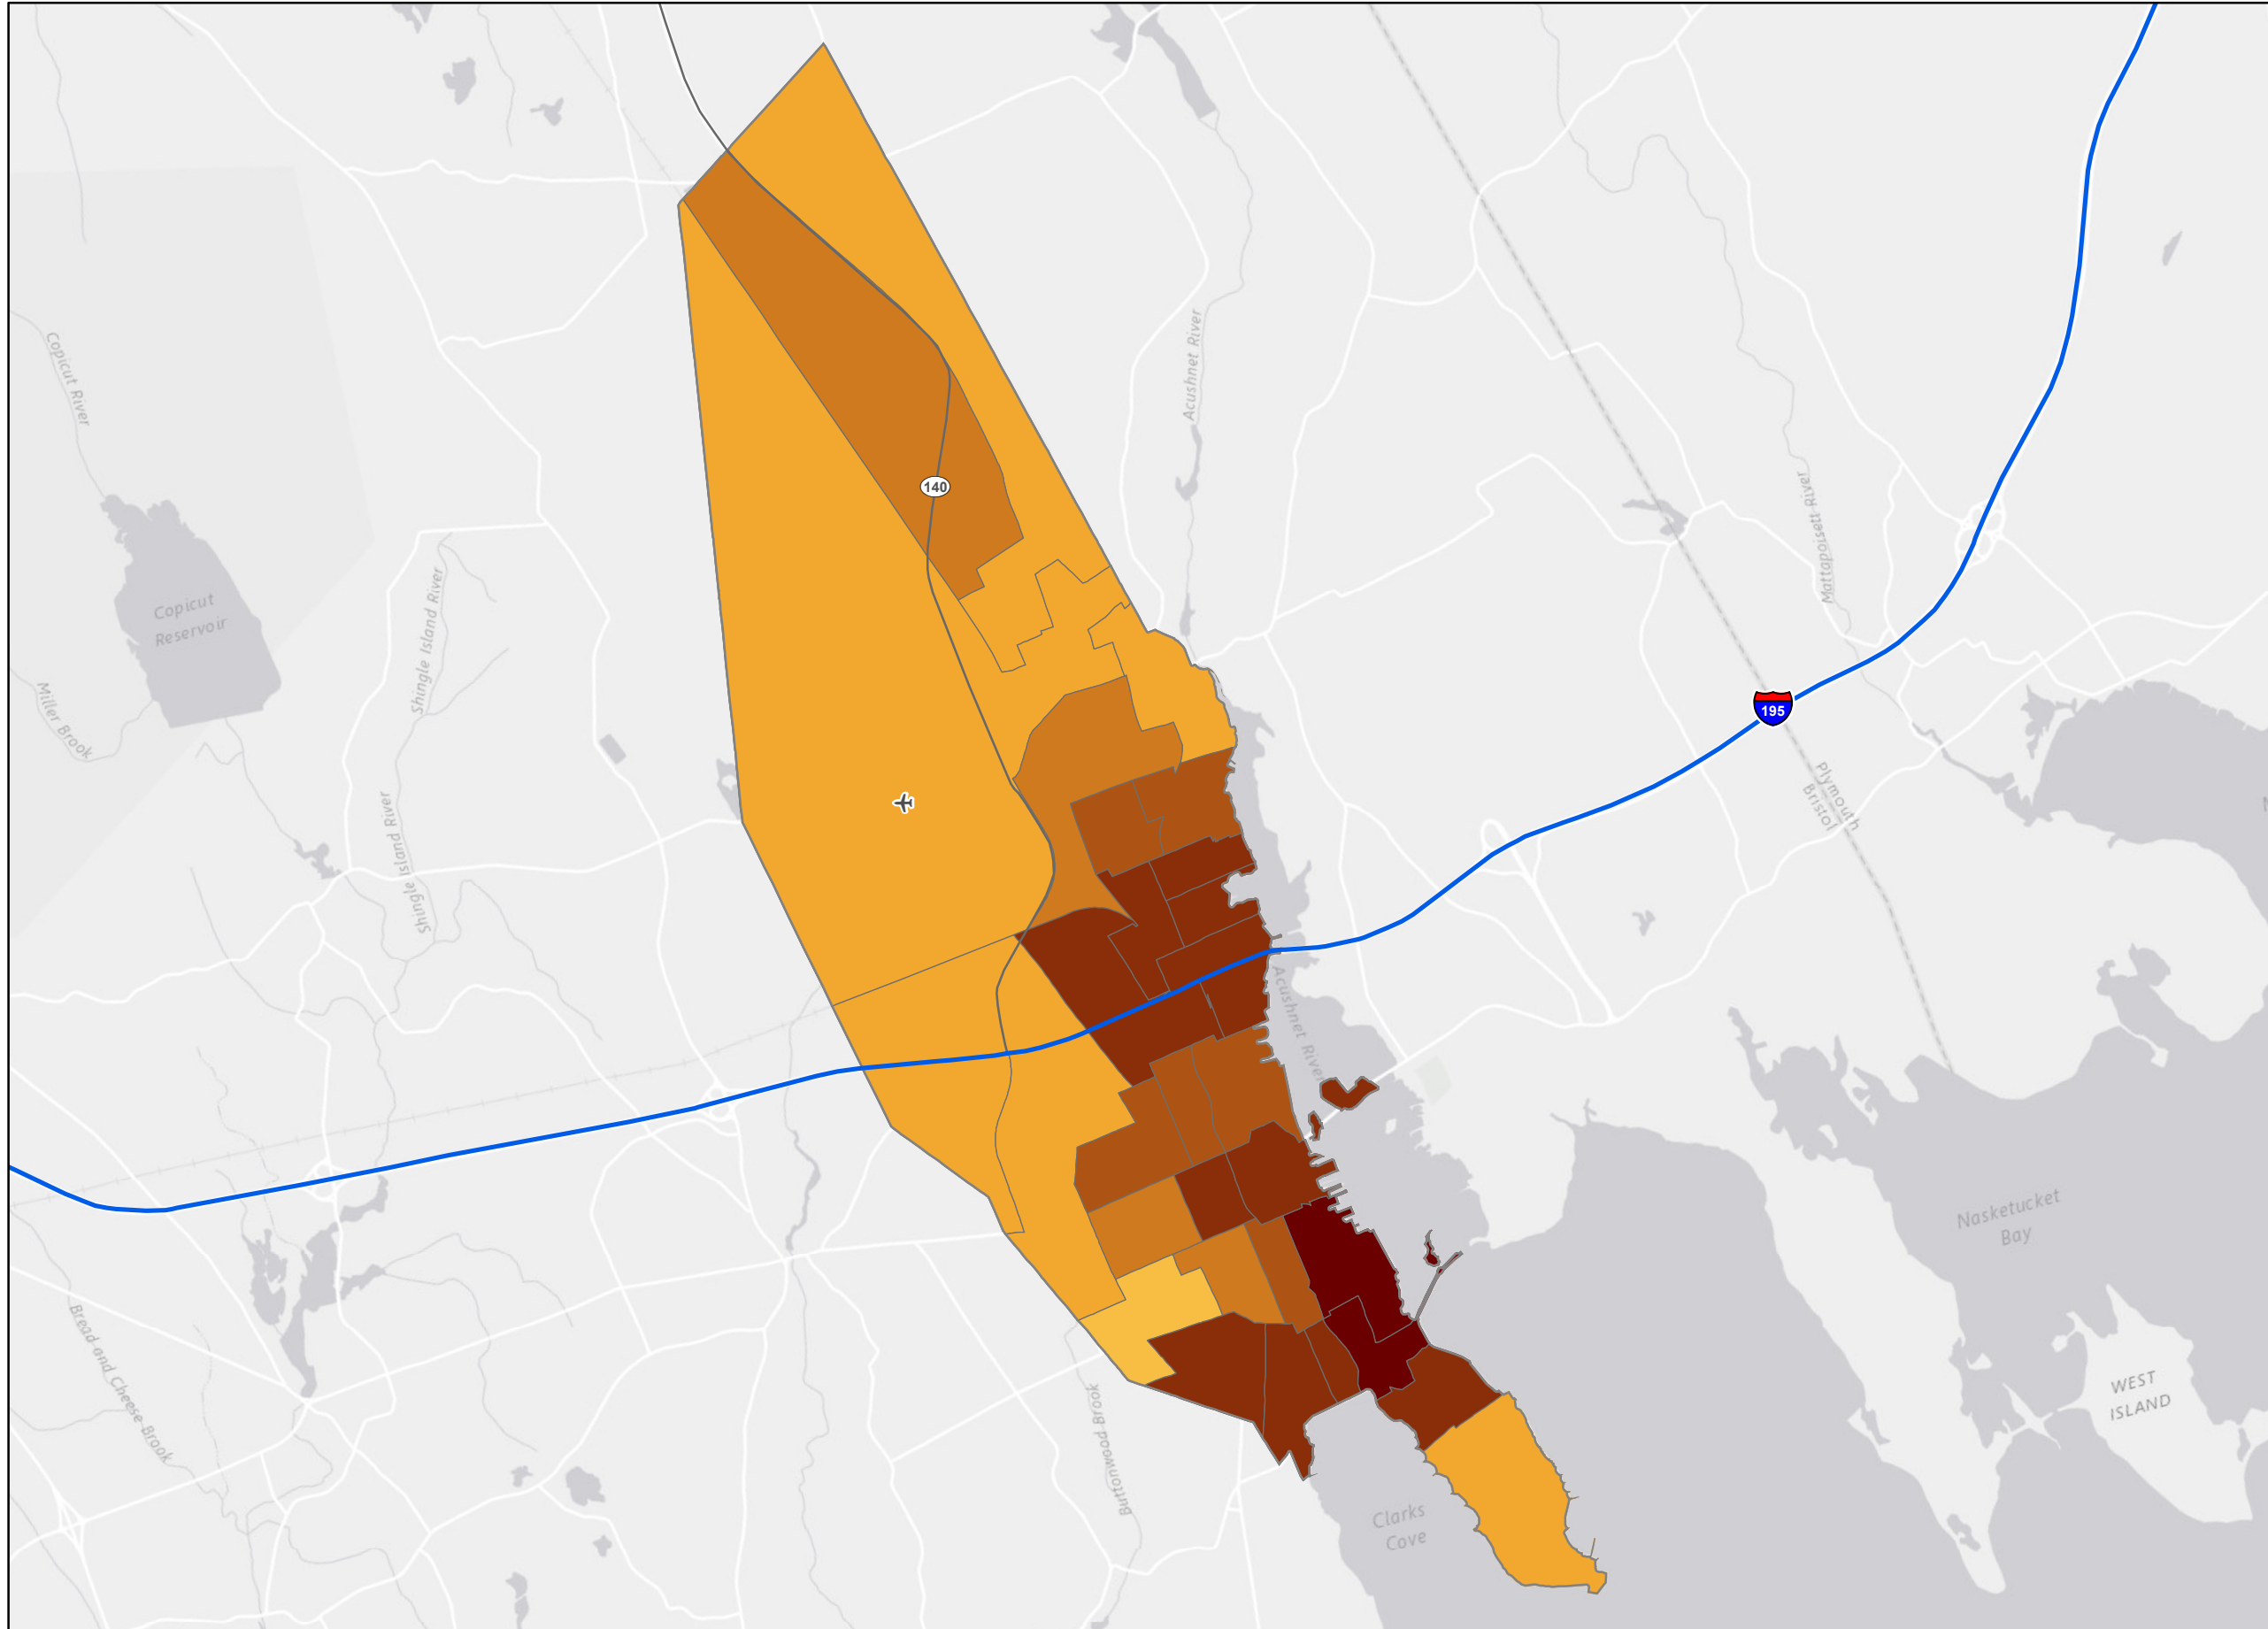 Copicut River
Acushnet River
140
Mattapoisett River
Copicut
Reservoir
Shingle Island River
Miller Brook
195
Plymouth
Bristol
Shingle Island River
Acushnet River
Nasketucket
Bay
Bread and Cheese Brook
Buttonwood Brook
WEST
ISLAND
Clarks
Cove